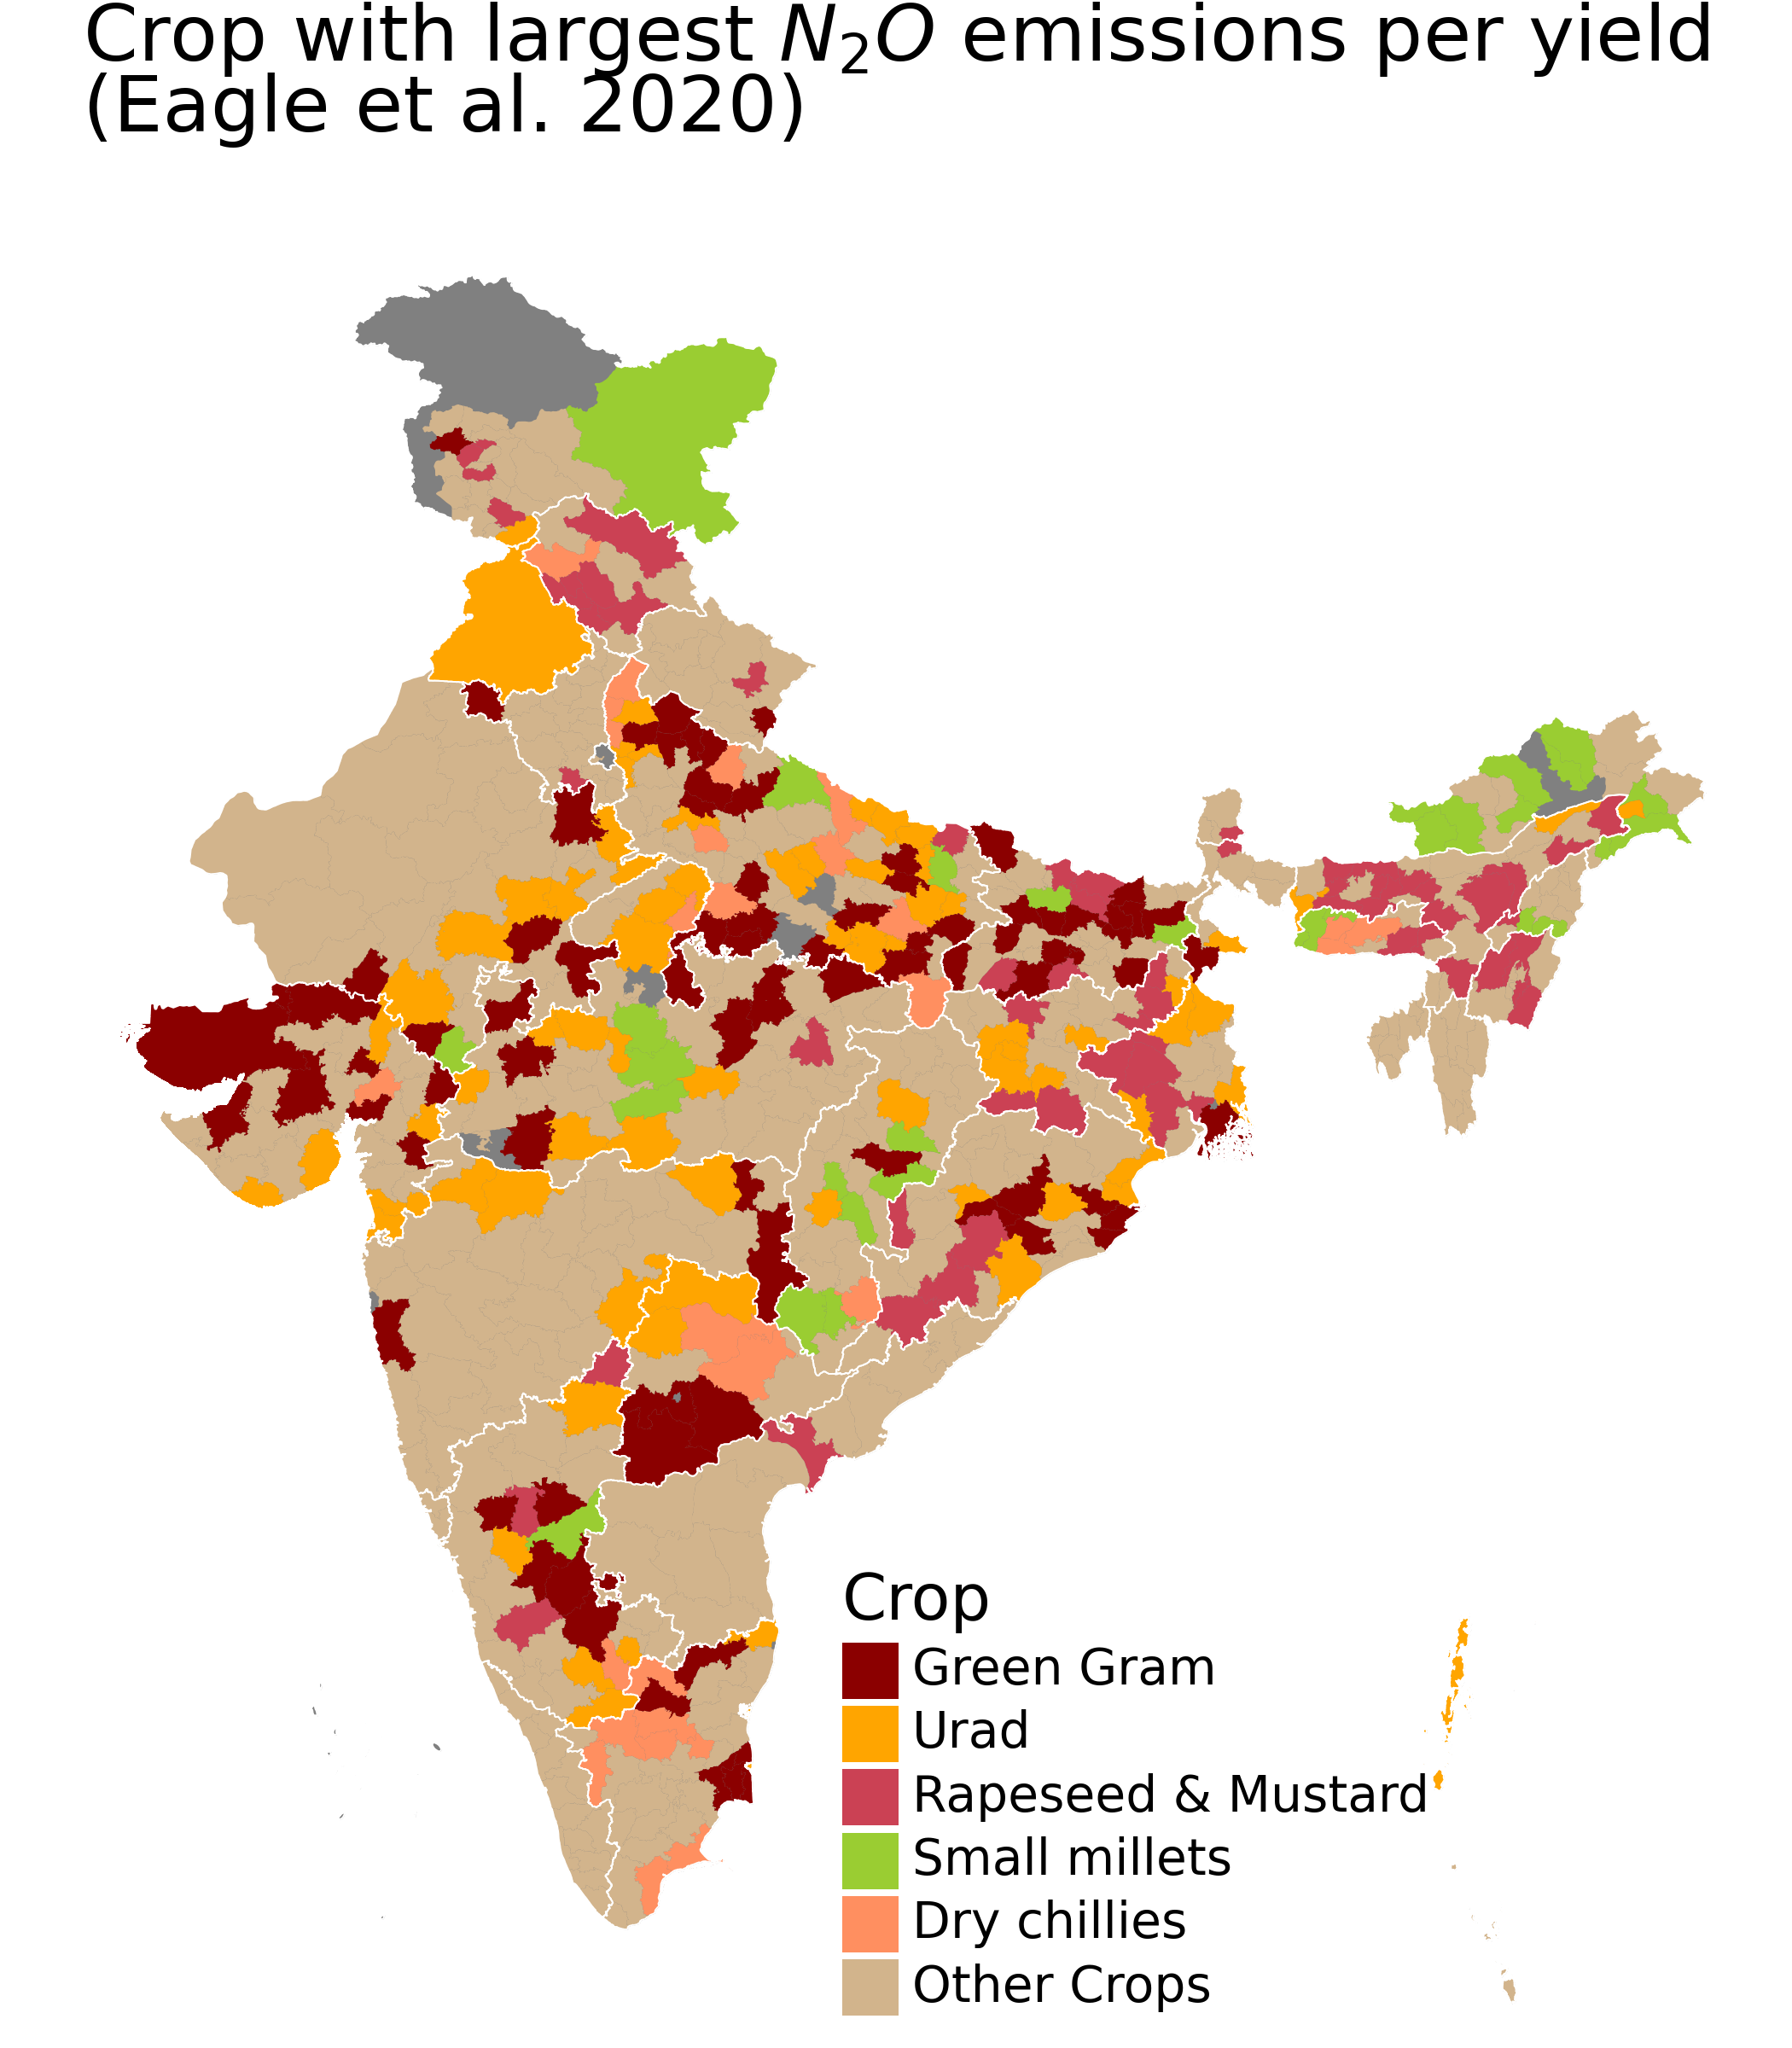 Crop with largest N₂O emissions per yield
(Eagle et al. 2020)
Crop
Green Gram
Urad
Rapeseed & Mustard
Small millets
Dry chillies
Other Crops